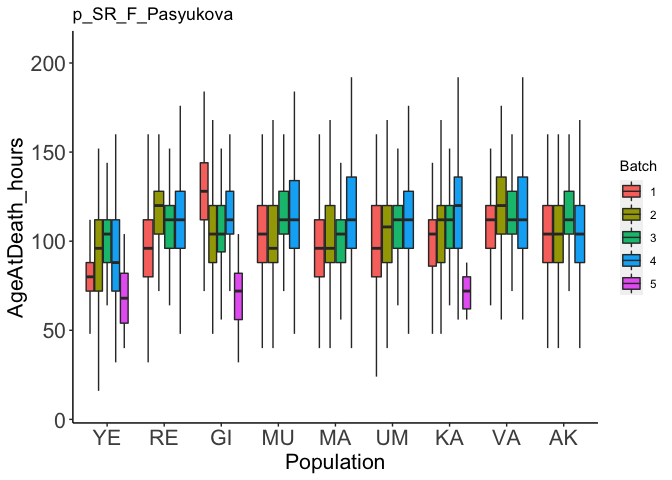 p_SR_F_Pasyukova
AgeAtDeath_hours
200
150
100
50
0
YE RE GI MU MA UM KA VA AK
Population
Batch
1
2
3
4
5